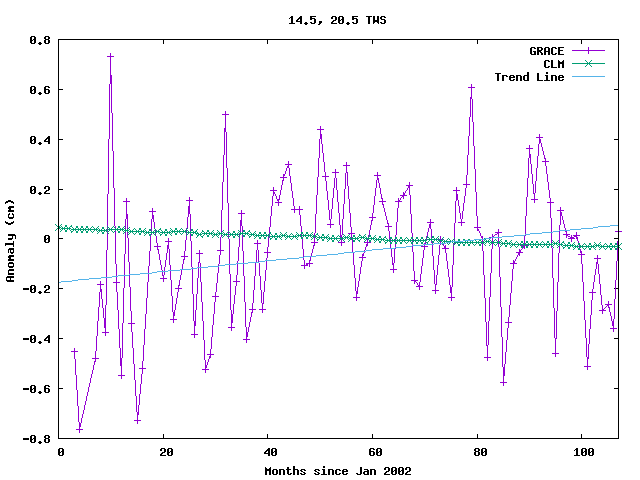 14.5, 20.5 TWS
GRACE
CLM
Trend Line
Anomaly (cm)
0.8
0.6
0.4
0.2
0
-0.2
-0.4
-0.6
-0.8
0 20 40 60 80 100
Months since Jan 2002